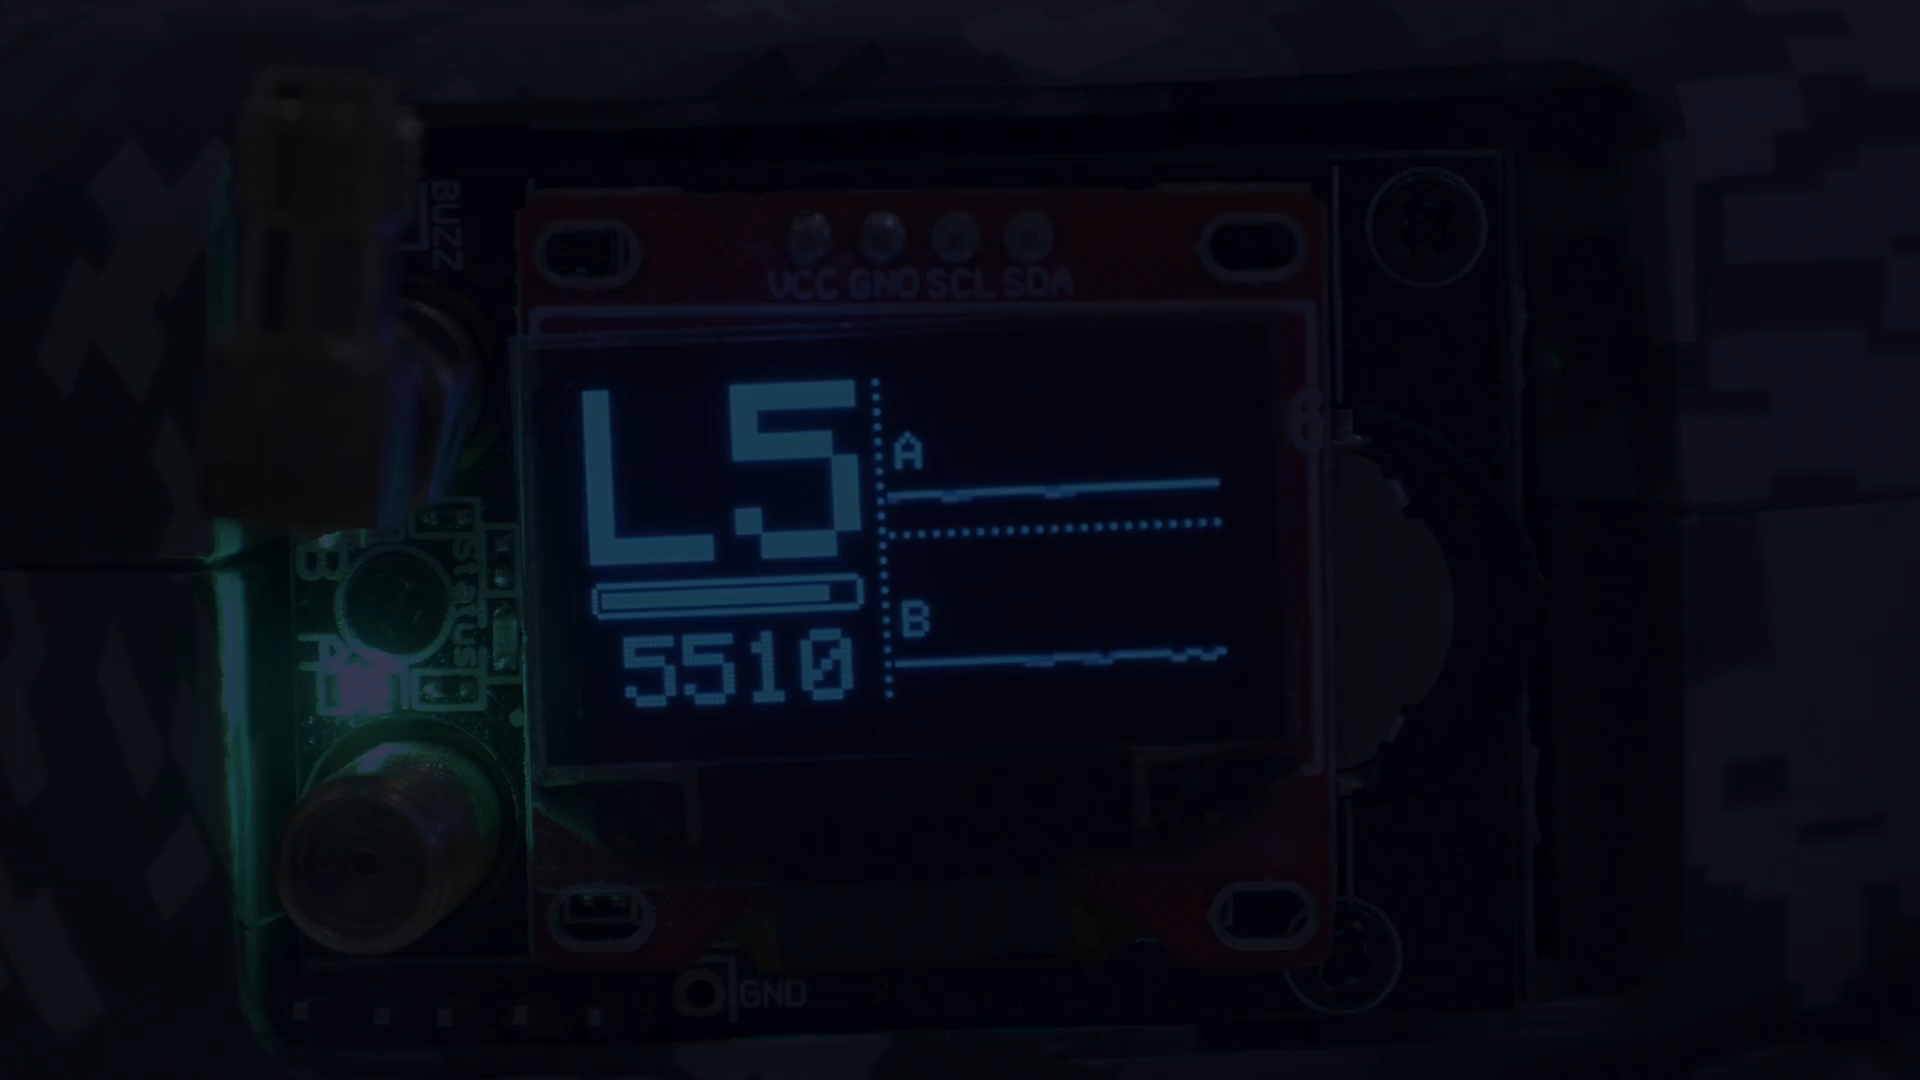 BUZZ
VCC GND SCL SDA
L5
A
B
5510
B
status
A
GND